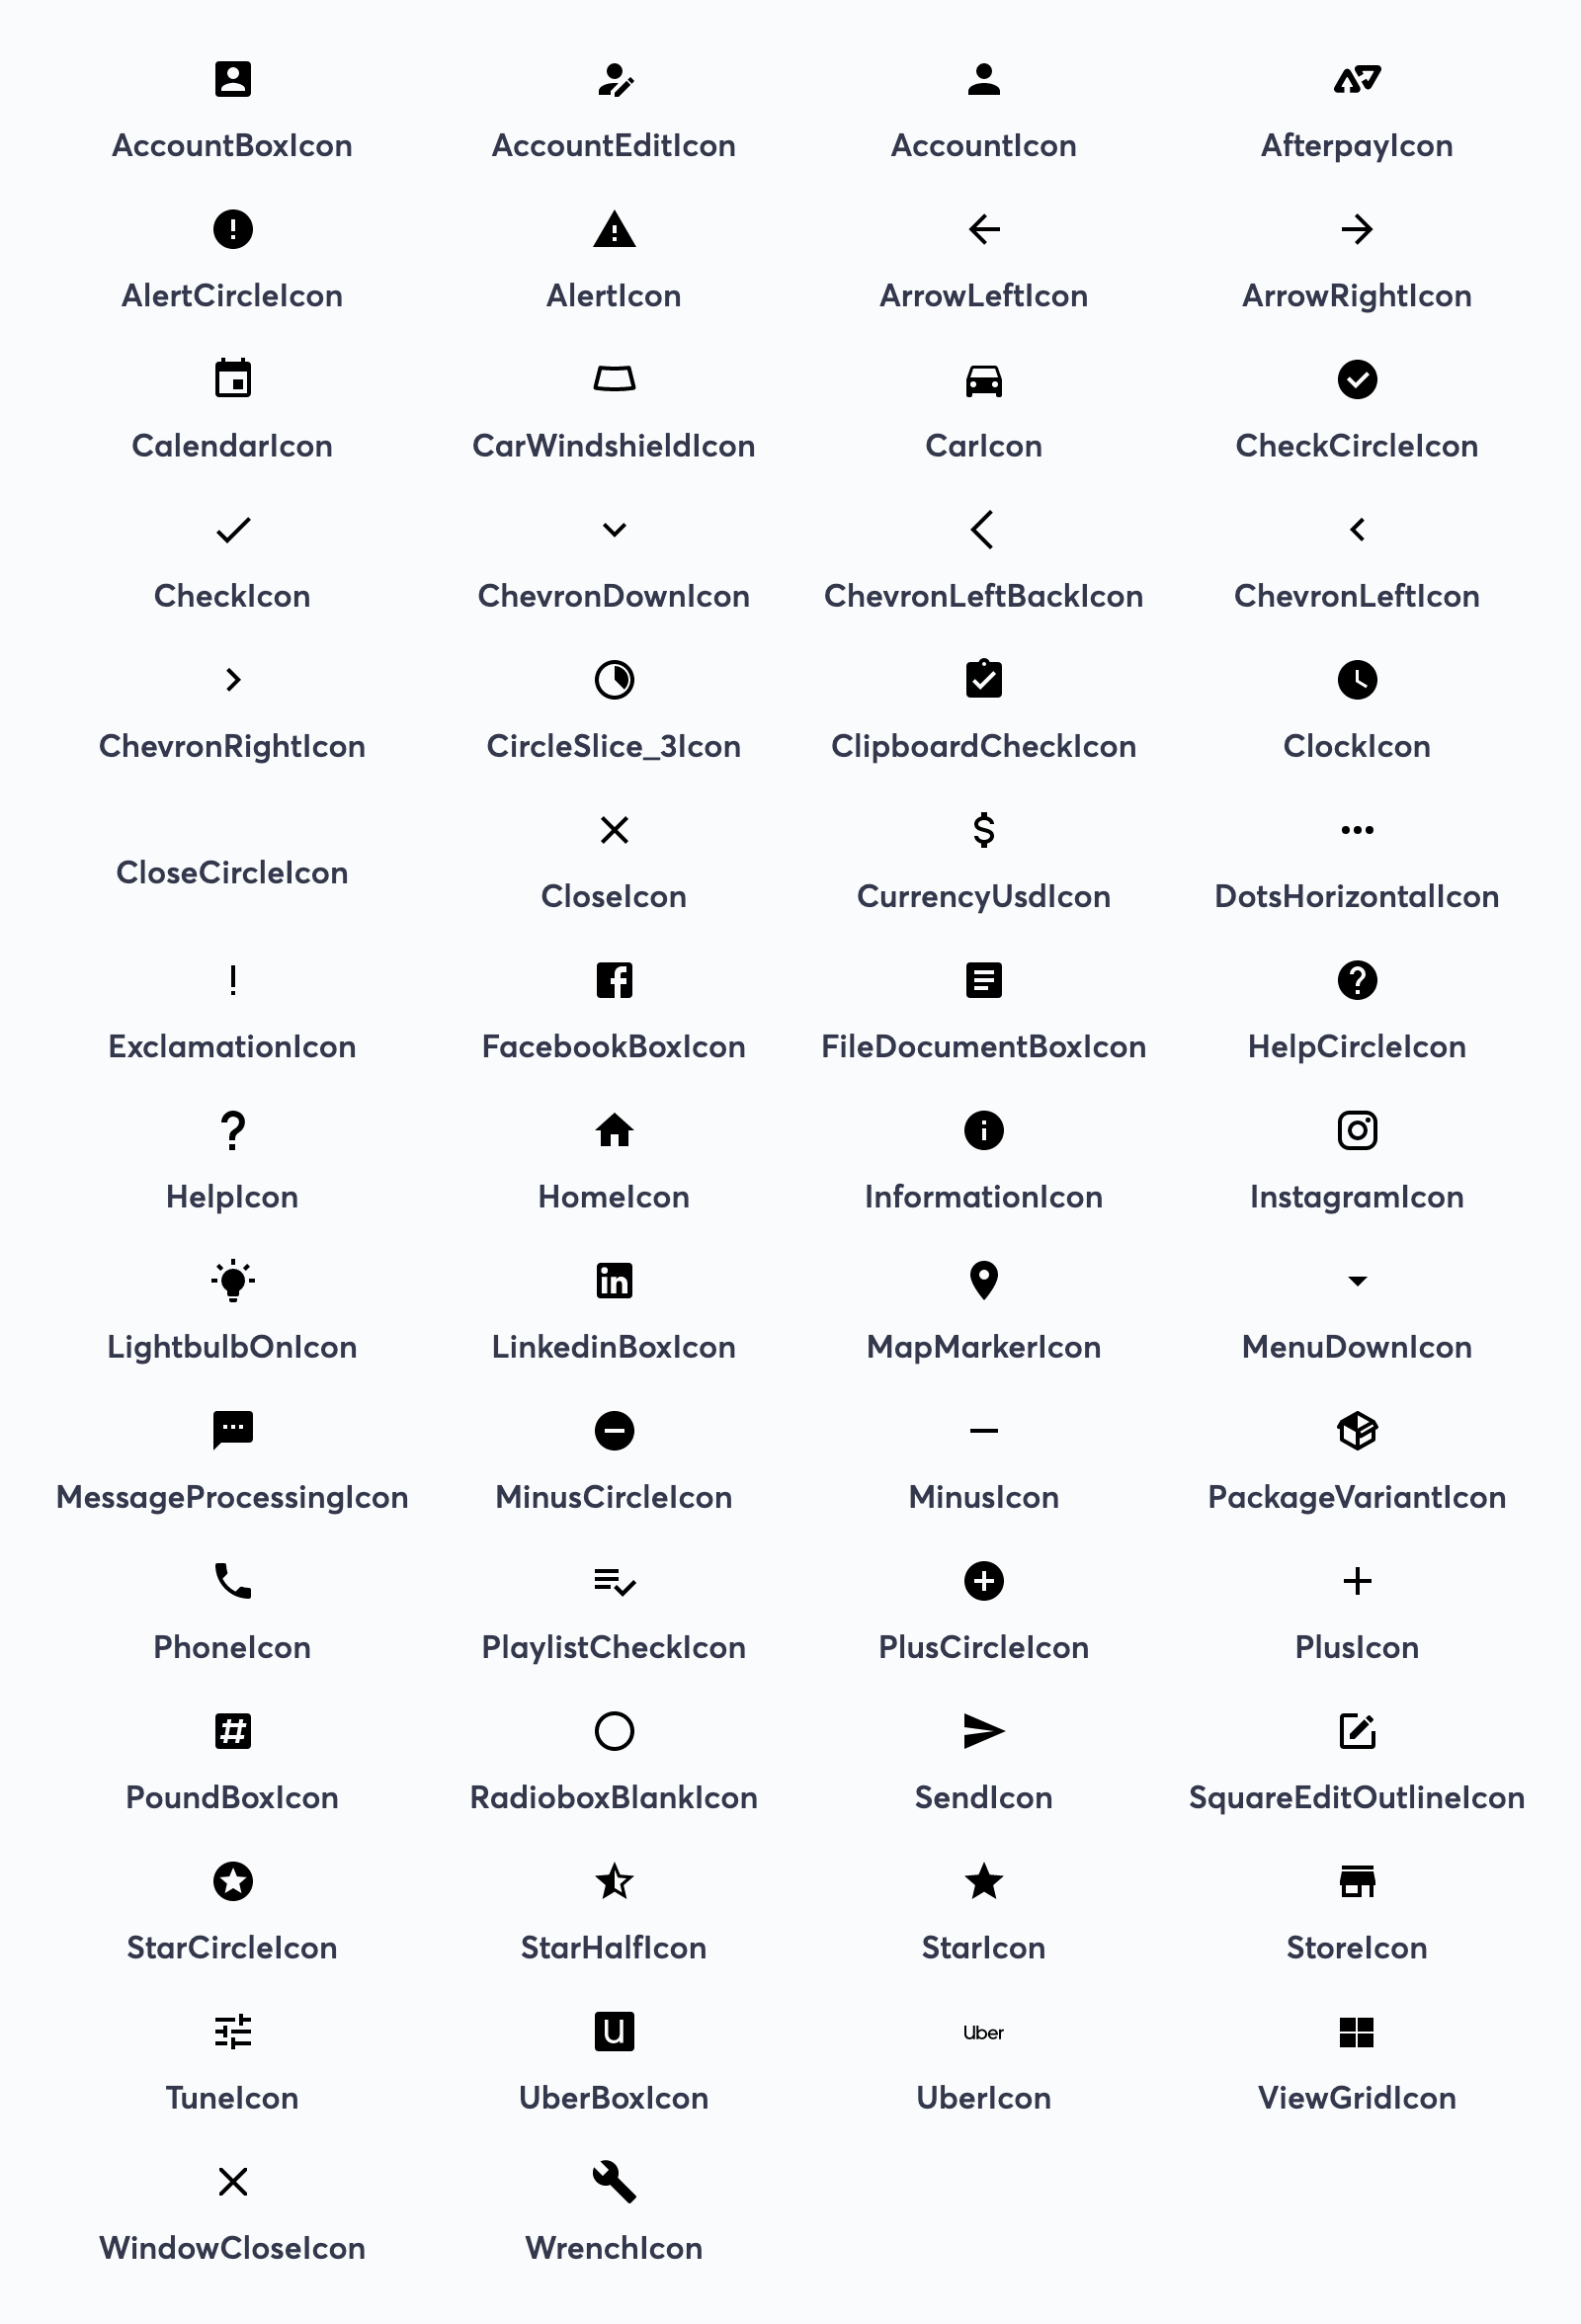 AccountBoxIcon AccountEditIcon AccountIcon AfterpayIcon
AlertCircleIcon AlertIcon ArrowLeftIcon ArrowRightIcon
CalendarIcon CarWindshieldIcon CarIcon CheckCircleIcon
CheckIcon ChevronDownIcon ChevronLeftBackIcon ChevronLeftIcon
ChevronRightIcon CircleSlice_3Icon ClipboardCheckIcon ClockIcon
CloseCircleIcon CloseIcon CurrencyUsdIcon DotsHorizontalIcon
ExclamationIcon FacebookBoxIcon FileDocumentBoxIcon HelpCircleIcon
HelpIcon HomeIcon InformationIcon InstagramIcon
LightbulbOnIcon LinkedinBoxIcon MapMarkerIcon MenuDownIcon
MessageProcessingIcon MinusCircleIcon MinusIcon PackageVariantIcon
PhoneIcon PlaylistCheckIcon PlusCircleIcon PlusIcon
PoundBoxIcon RadioboxBlankIcon SendIcon SquareEditOutlineIcon
StarCircleIcon StarHalfIcon StarIcon StoreIcon
Uber
TuneIcon UberBoxIcon UberIcon ViewGridIcon
WindowCloseIcon WrenchIcon